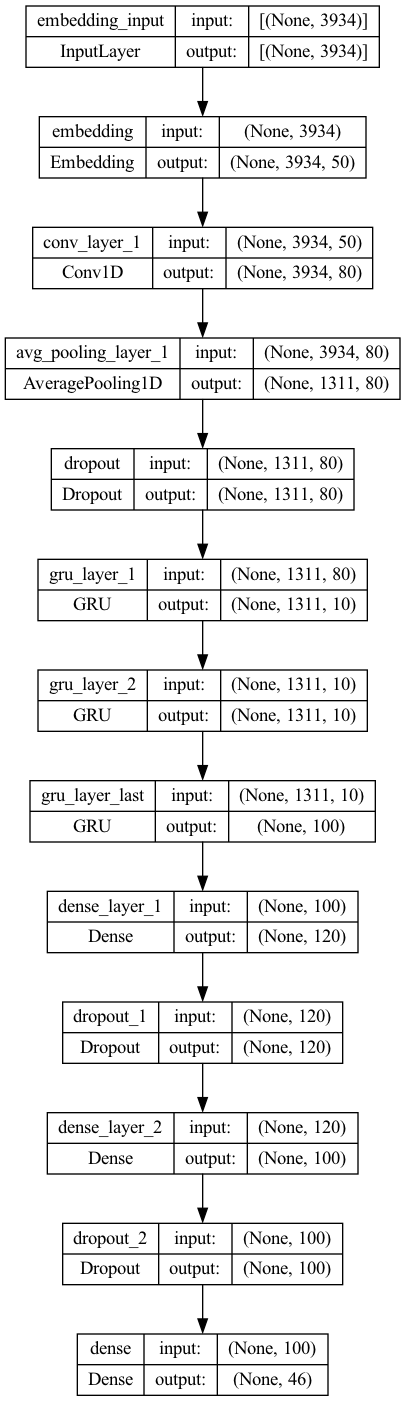 embedding_input input: [(None, 3934)]
InputLayer output: [(None, 3934)]
embedding input: (None, 3934)
Embedding output: (None, 3934, 50)
conv_layer_1 input: (None, 3934, 50)
Conv1D output: (None, 3934, 80)
avg_pooling_layer_1 input: (None, 3934, 80)
AveragePooling1D output: (None, 1311, 80)
dropout input: (None, 1311, 80)
Dropout output: (None, 1311, 80)
gru_layer_1 input: (None, 1311, 80)
GRU output: (None, 1311, 10)
gru_layer_2 input: (None, 1311, 10)
GRU output: (None, 1311, 10)
gru_layer_last input: (None, 1311, 10)
GRU output: (None, 100)
dense_layer_1 input: (None, 100)
Dense output: (None, 120)
dropout_1 input: (None, 120)
Dropout output: (None, 120)
dense_layer_2 input: (None, 120)
Dense output: (None, 100)
dropout_2 input: (None, 100)
Dropout output: (None, 100)
dense input: (None, 100)
Dense output: (None, 46)